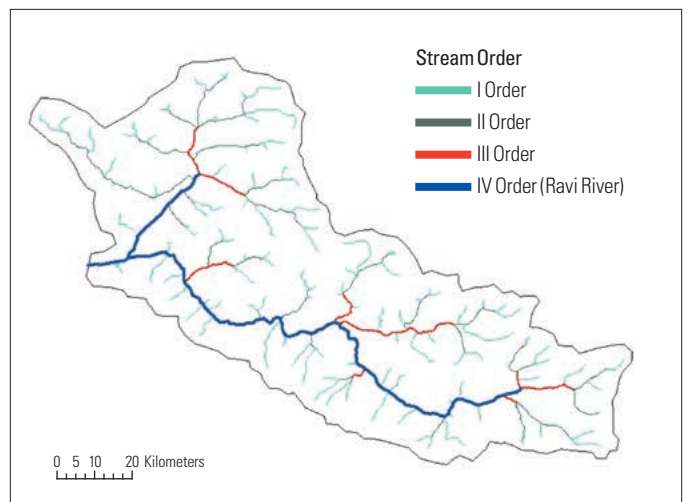 Stream Order
I Order
II Order
III Order
IV Order (Ravi River)
0 5 10 20 Kilometers